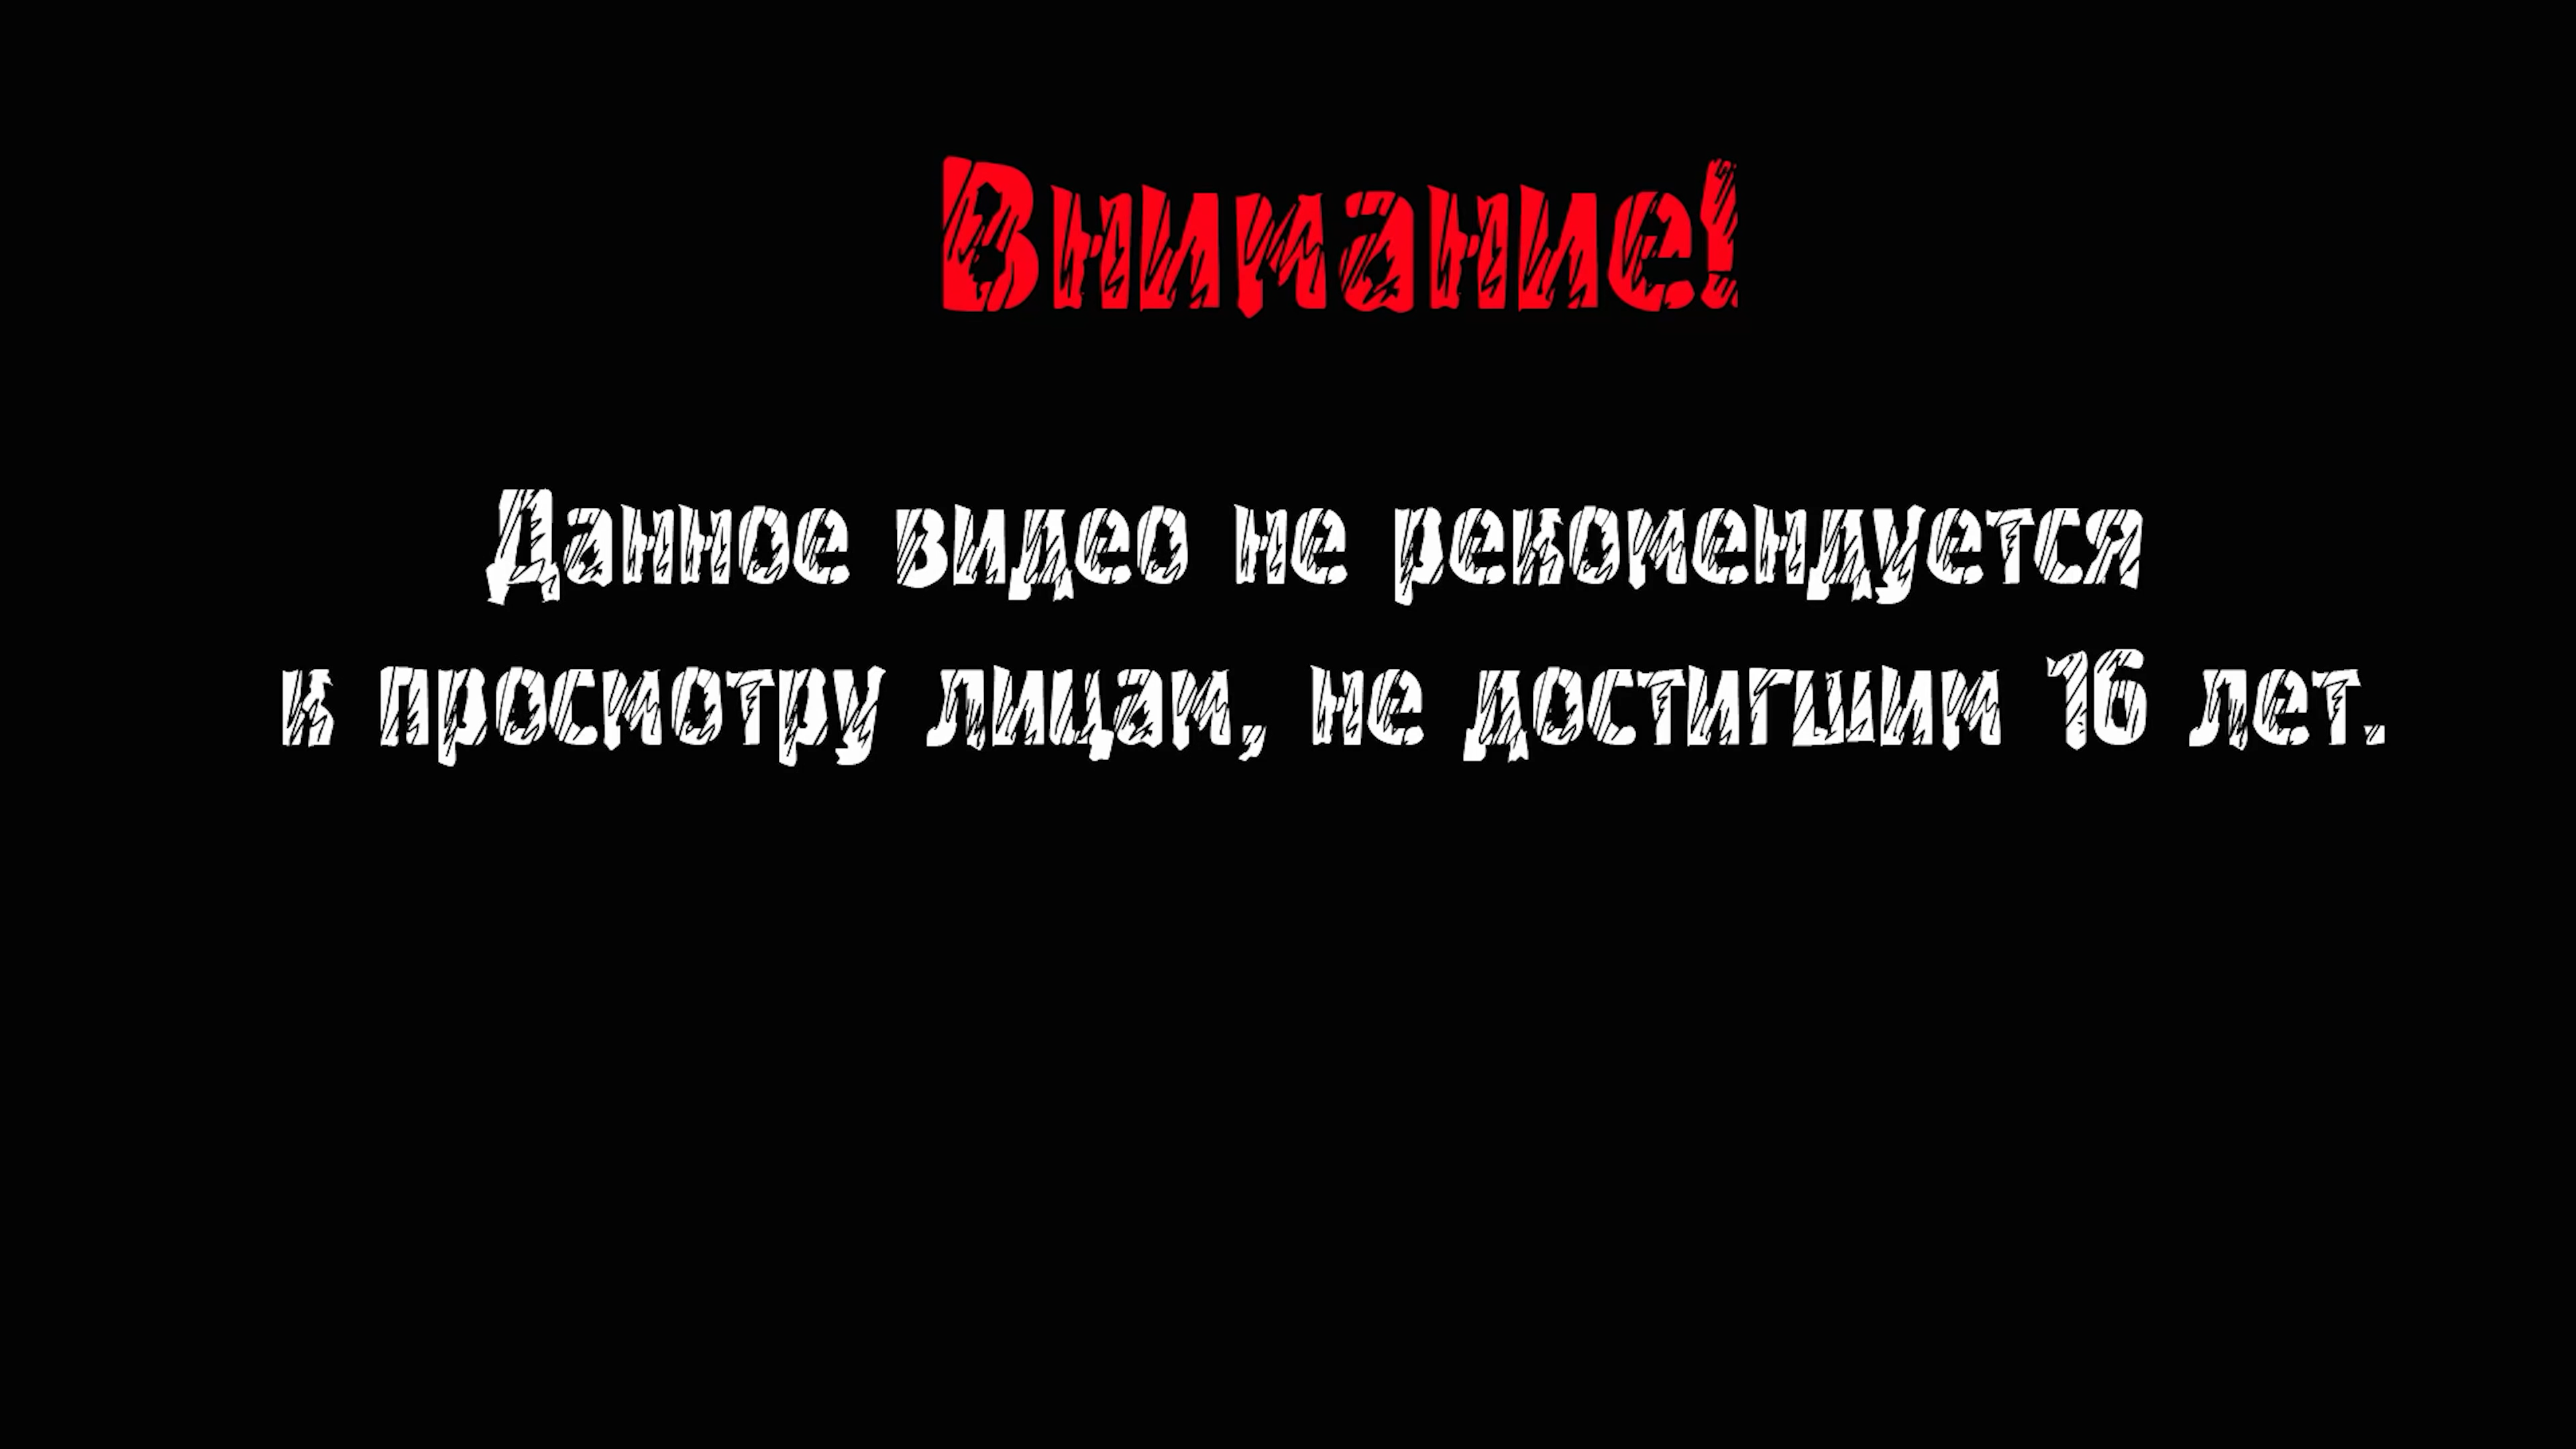 Внимание!
Данное видео не рекомендуется
к просмотру лицам, не достигшим 16 лет.